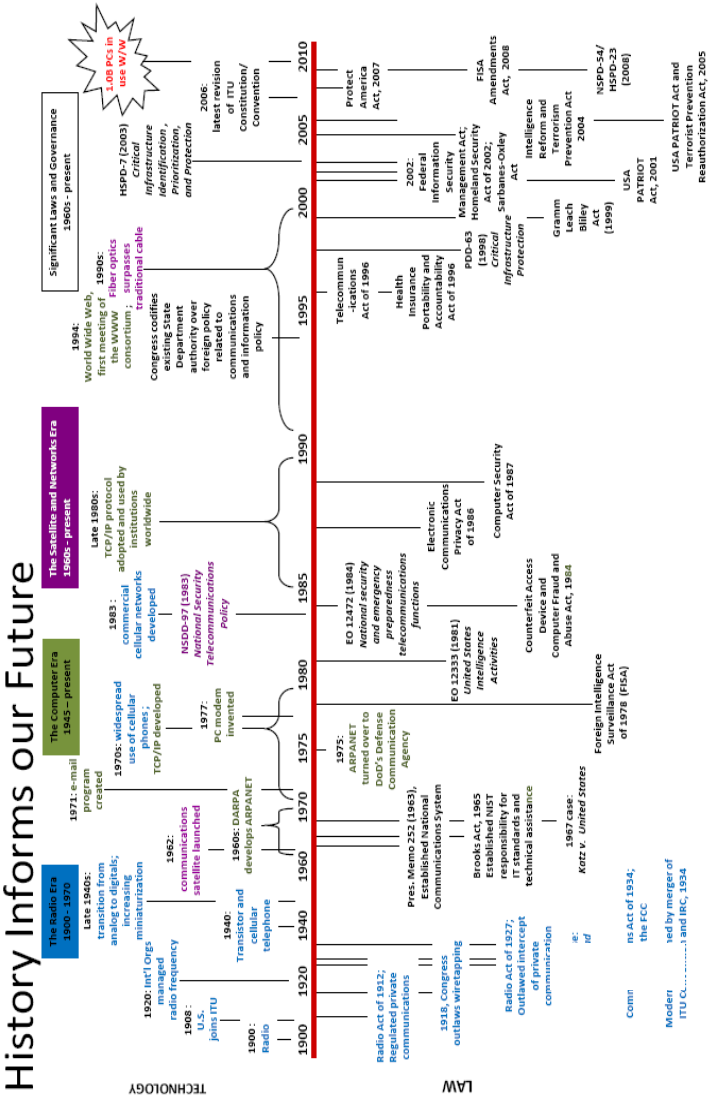 History Informs our Future
The Radio Era
1900 - 1970
The Computer Era
1945 – present
The Satellite and Networks Era
1960s – present
Significant Laws and Governance
1960s - present
TECHNOLOGY
1900 :
Radio
1908 :
U.S.
joins ITU
1920: Int'l Orgs
managed
radio frequency
Late 1940s:
transition from
analog to digitals;
increasing
miniaturization
1940:
Transistor and
cellular
telephone
1962:
communications
satellite launched
1960s: DARPA
develops ARPANET
1971: e-mail
program
created
1970s: widespread
use of cellular
phones ;
TCP/IP developed
1977:
PC modem
invented
1983 :
commercial
cellular networks
developed
NSDD-97 (1983)
National Security
Telecommunications
Policy
Late 1980s:
TCP/IP protocol
adopted and used by
institutions
worldwide
1994:
World Wide Web,
first meeting of
the WWW
consortium ;
1990s:
Fiber optics
surpasses
traditional cable
Congress codifies
existing State
Department
authority over
foreign policy
related to
communications
and information
policy
HSPD-7 (2003)
Critical
Infrastructure
Identification ,
Prioritization,
and Protection
2006:
latest revision
of ITU
Constitution/
Convention
1.0B PCs in
use W/W
1900
1920
1940
1960
1970
1975
1980
1985
1990
1995
2000
2005
2010
LAW
Radio Act of 1912;
Regulated private
communications
1918, Congress
outlaws wiretapping
Radio Act of 1927;
Outlawed intercept
of private
communication
ns Act of 1934;
the FCC
Modern
ned by merger of
ITU
and IRC, 1934
Pres. Memo 252 (1963),
Established National
Communications System
Brooks Act, 1965
Established NIST
responsibility for
IT standards and
technical assistance
1967 case:
Katz v. United States
1975:
ARPANET
turned over to
DoD's Defense
Communication
Agency
Foreign Intelligence
Surveillance Act
of 1978 (FISA)
EO 12333 (1981)
United States
Intelligence
Activities
EO 12472 (1984)
National security
and emergency
preparedness
telecommunications
functions
Counterfeit Access
Device and
Computer Fraud and
Abuse Act, 1984
Electronic
Communications
Privacy Act
of 1986
Computer Security
Act of 1987
Telecommun
-ications
Act of 1996
Health
Insurance
Portability and
Accountability
Act of 1996
PDD-63
(1998)
Critical
Infrastructure
Protection
Gramm
Leach
Bliley
Act
(1999)
USA
PATRIOT
Act, 2001
2002:
Federal
Information
Security
Management Act;
Homeland Security
Act of 2002;
Sarbanes-Oxley
Act
Intelligence
Reform and
Terrorism
Prevention Act
2004
USA PATRIOT Act and
Terrorist Prevention
Reauthorization Act, 2005
Protect
America
Act, 2007
FISA
Amendments
Act, 2008
NSPD-54/
HSPD-23
(2008)